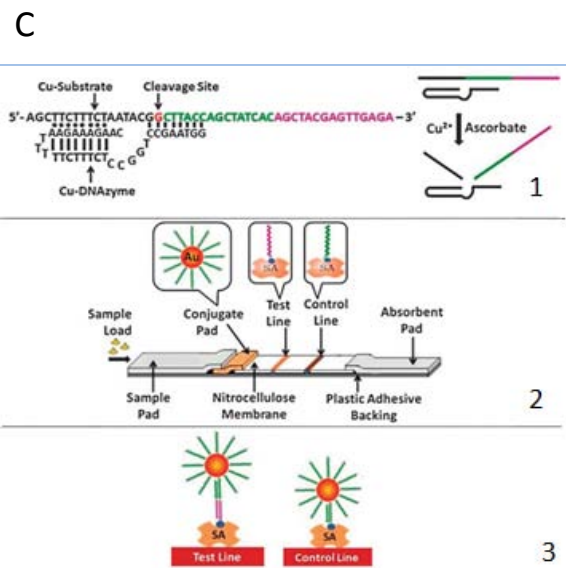 C
Cu-Substrate Cleavage Site
5'-AGCTTCTTTCTAATACGGCTTACCAGCTATCACAGCTACGAGTTGAGA-3'
AAGAAAGAAC CCGAATGG
T
T
T
T
TTCTTTCT C C G G T
Cu-DNAzyme
Cu2+ Ascorbate
1
Au
SA
SA
Sample Load
Conjugate Pad
Test Line
Control Line
Absorbent Pad
Sample Pad
Nitrocellulose Membrane
Plastic Adhesive Backing
2
SA
SA
Test Line
Control Line
3